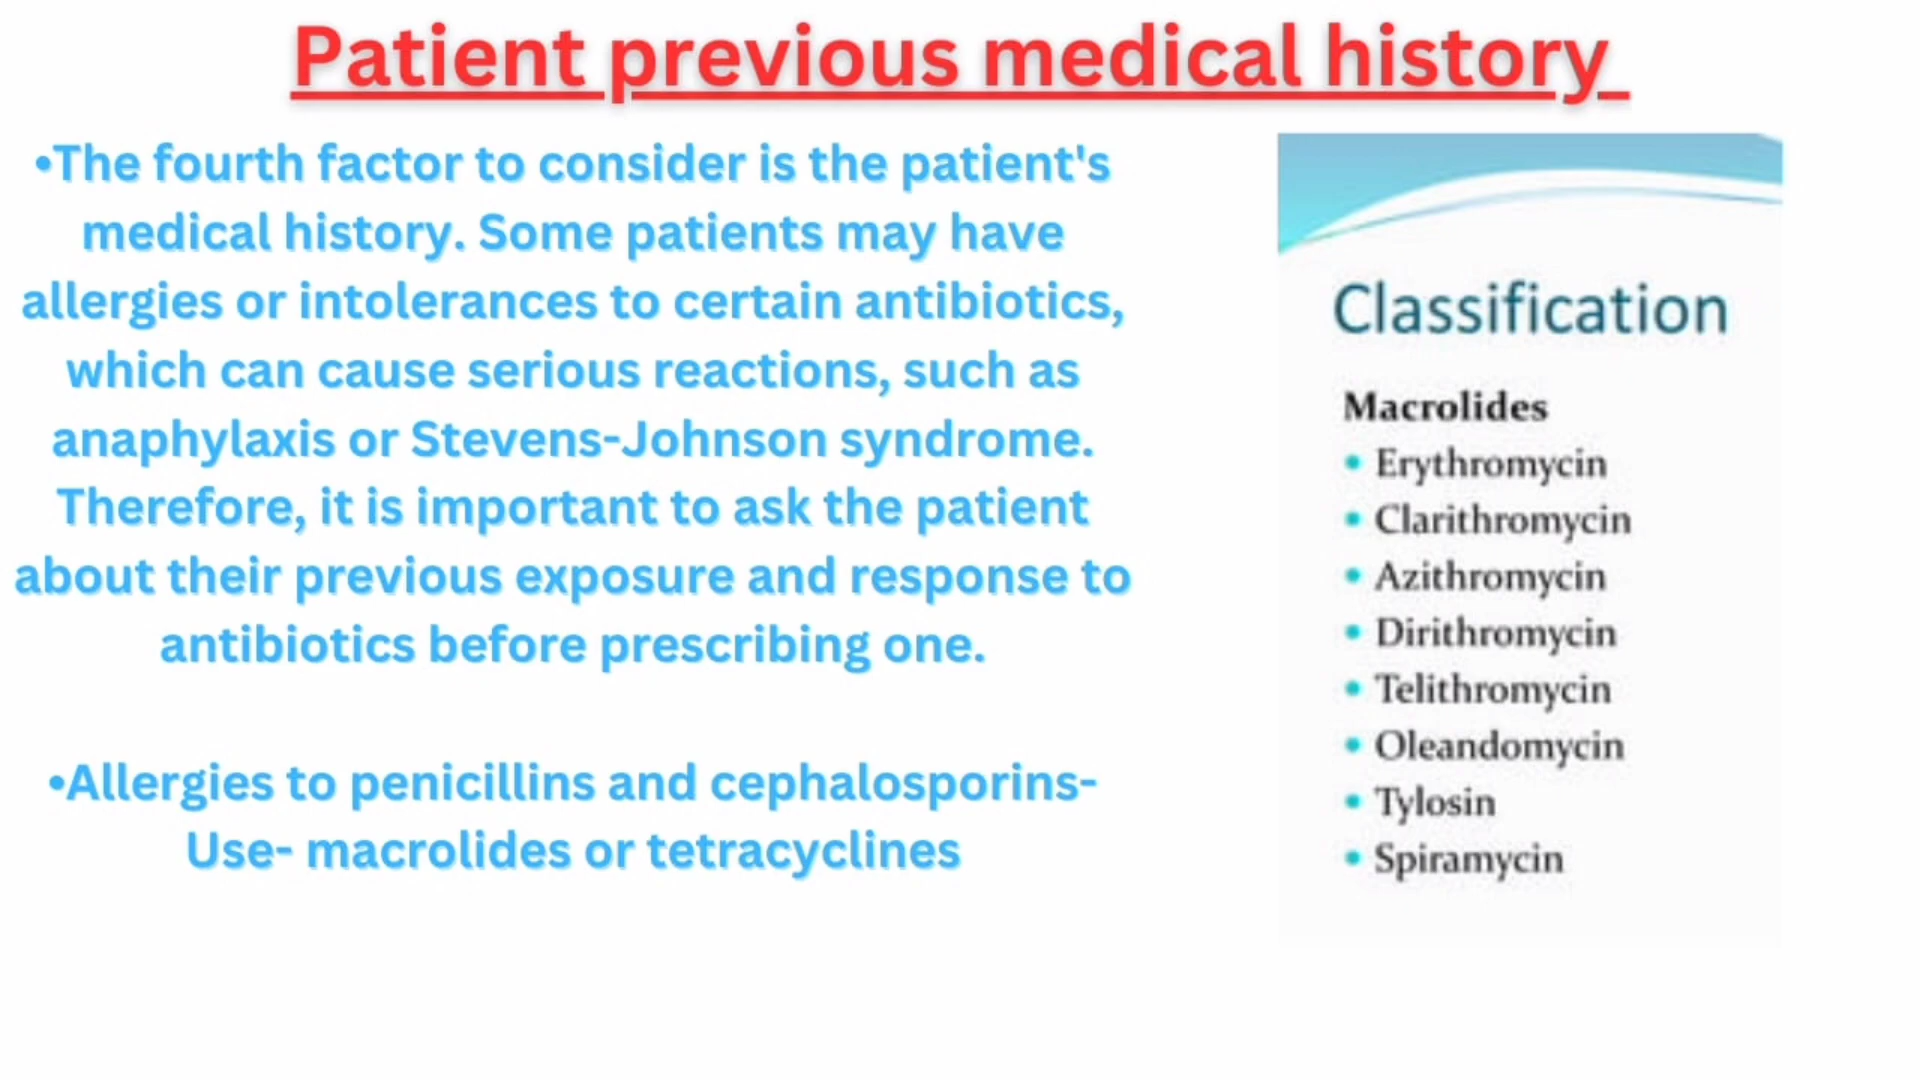 Patient previous medical history
•The fourth factor to consider is the patient's
medical history. Some patients may have
allergies or intolerances to certain antibiotics,
which can cause serious reactions, such as
anaphylaxis or Stevens-Johnson syndrome.
Therefore, it is important to ask the patient
about their previous exposure and response to
antibiotics before prescribing one.
•Allergies to penicillins and cephalosporins-
Use- macrolides or tetracyclines
Classification
Macrolides
• Erythromycin
• Clarithromycin
• Azithromycin
• Dirithromycin
• Telithromycin
• Oleandomycin
• Tylosin
• Spiramycin